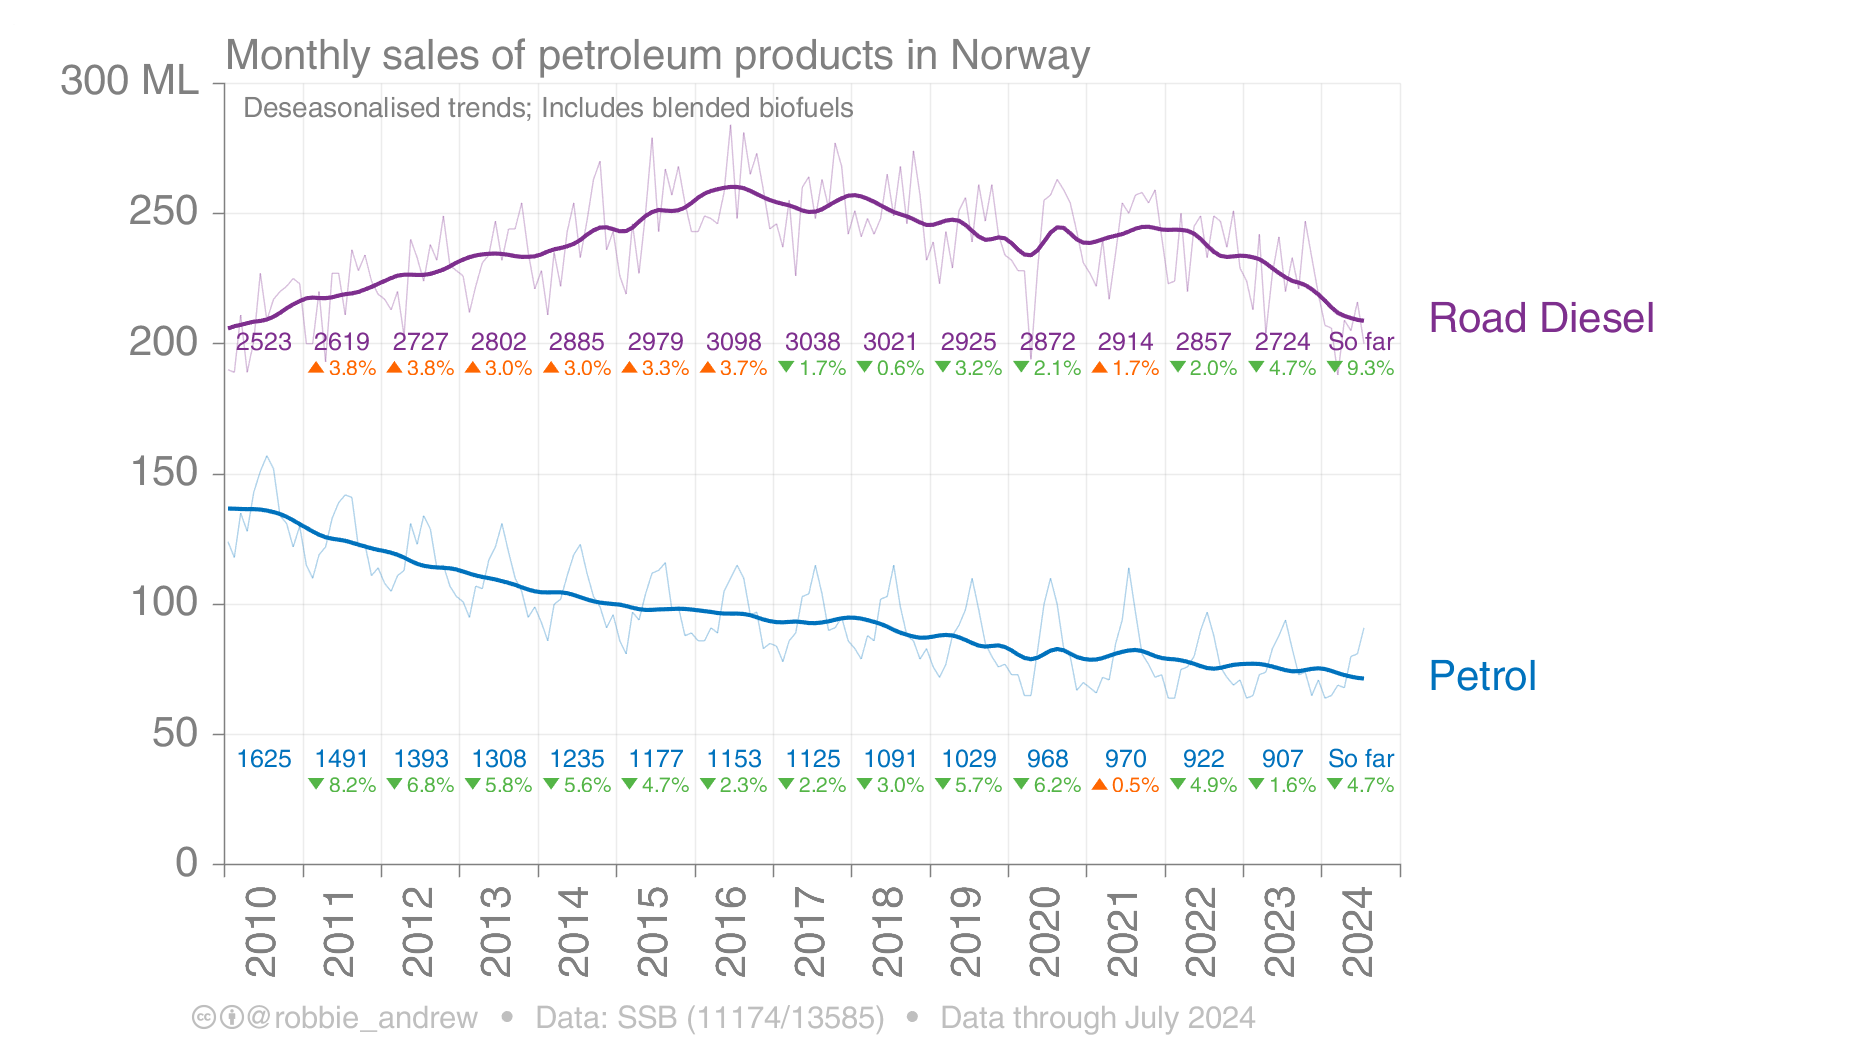 Monthly sales of petroleum products in Norway
300 ML
Deseasonalised trends; Includes blended biofuels
250
200
2523 2619 2727 2802 2885 2979 3098 3038 3021 2925 2872 2914 2857 2724 So far
▲3.8% ▲3.8% ▲3.0% ▲3.0% ▲3.3% ▲3.7% ▼1.7% ▼0.6% ▼3.2% ▼2.1% ▲1.7% ▼2.0% ▼4.7% ▼9.3%
Road Diesel
150
100
Petrol
50
1625 1491 1393 1308 1235 1177 1153 1125 1091 1029 968 970 922 907 So far
▼8.2% ▼6.8% ▼5.8% ▼5.6% ▼4.7% ▼2.3% ▼2.2% ▼3.0% ▼5.7% ▼6.2% ▲0.5% ▼4.9% ▼1.6% ▼4.7%
0
2010 2011 2012 2013 2014 2015 2016 2017 2018 2019 2020 2021 2022 2023 2024
cc @robbie_andrew • Data: SSB (11174/13585) • Data through July 2024